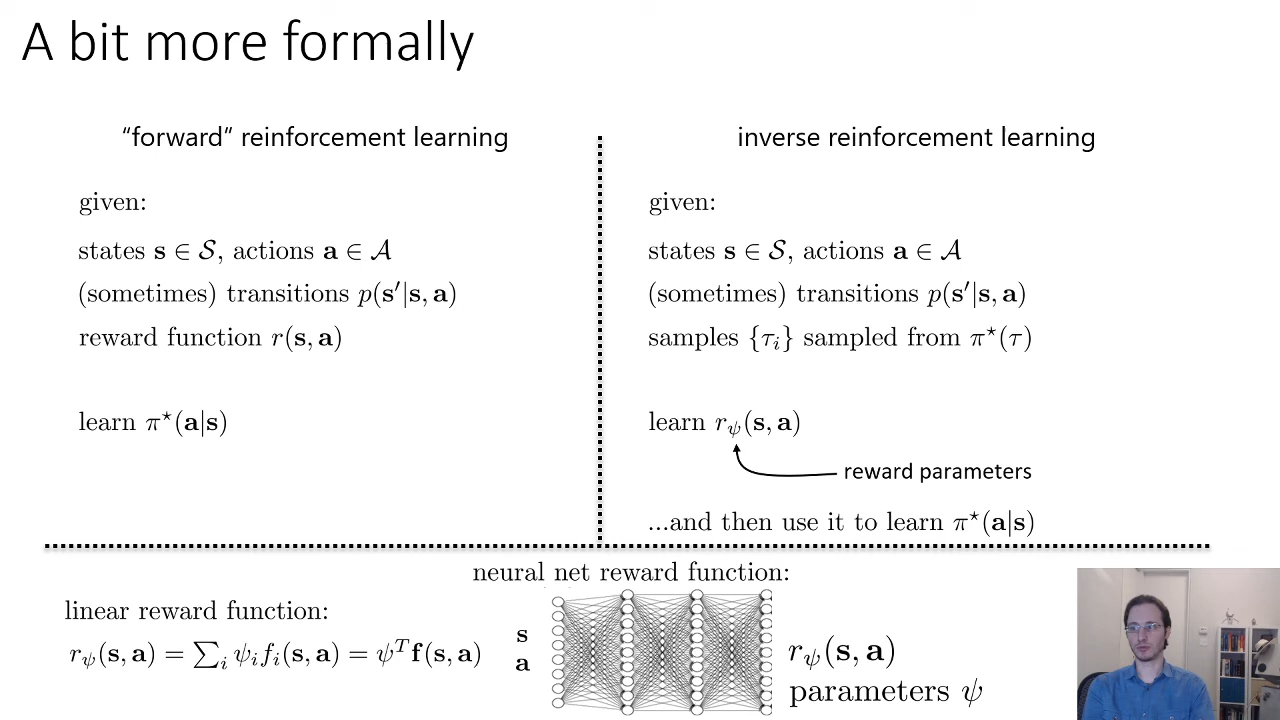 A bit more formally
“forward“ reinforcement learning
given:
states s ∈ 𝒮, actions a ∈ 𝒜
(sometimes) transitions p(s′|s, a)
reward function r(s, a)
learn π⋆(a|s)
inverse reinforcement learning
given:
states s ∈ 𝒮, actions a ∈ 𝒜
(sometimes) transitions p(s′|s, a)
samples {τᵢ} sampled from π⋆(τ)
learn r_ψ(s, a)
reward parameters
...and then use it to learn π⋆(a|s)
linear reward function:
r_ψ(s, a) = ∑ᵢ ψᵢfᵢ(s, a) = ψᵀf(s, a)
neural net reward function:
s
a
r_ψ(s, a)
parameters ψ